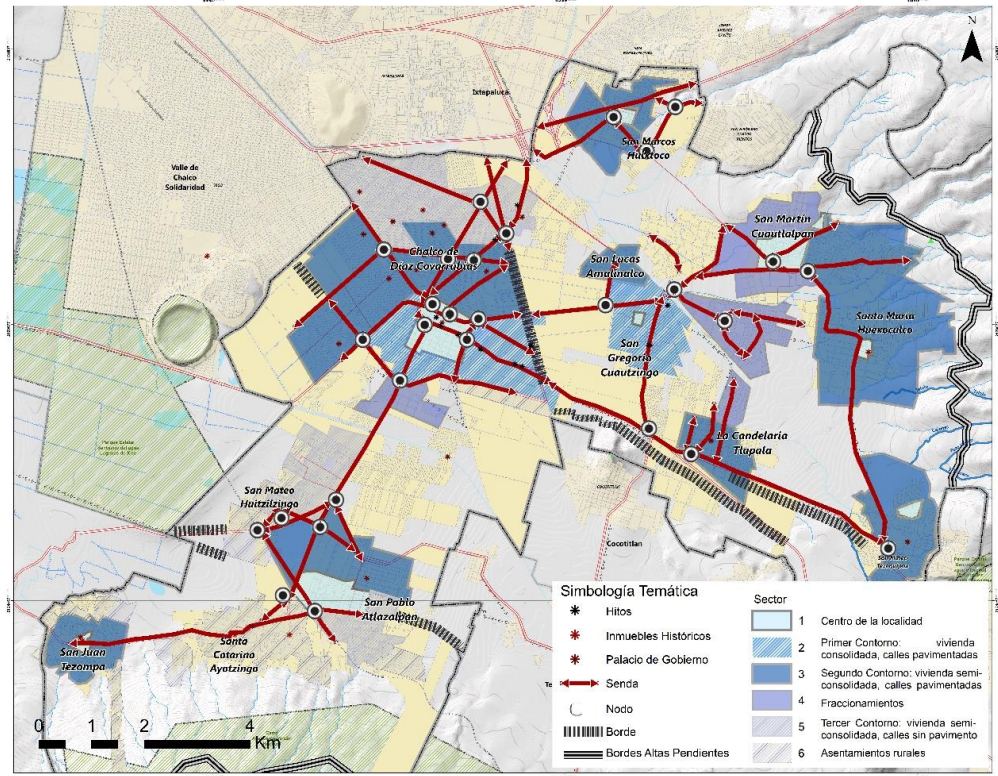 N
Ixtapaluca
San Marcos
Huixtoco
Valle de
Chalco
Solidaridad
San Martín
Cuautlalpan
Chalco de
Díaz Covarrubias
San Lucas
Amalinalco
Santa María
Huexoculco
San
Gregorio
Cuautzingo
La Candelaria
Tlapala
San Mateo
Huitzilzingo
Cocotitlan
San Pablo
Atlazalpan
Santa
Catarina
Ayotzingo
San Juan
Tezompa
0 1 2 4
Km
Simbología Temática
Hitos
Inmuebles Históricos
Palacio de Gobierno
Senda
Nodo
Borde
Bordes Altas Pendientes
Sector
1 Centro de la localidad
2 Primer Contorno: vivienda
consolidada, calles pavimentadas
3 Segundo Contorno: vivienda semi-
consolidada, calles pavimentadas
4 Fraccionamientos
5 Tercer Contorno: vivienda semi-
consolidada, calles sin pavimento
6 Asentamientos rurales